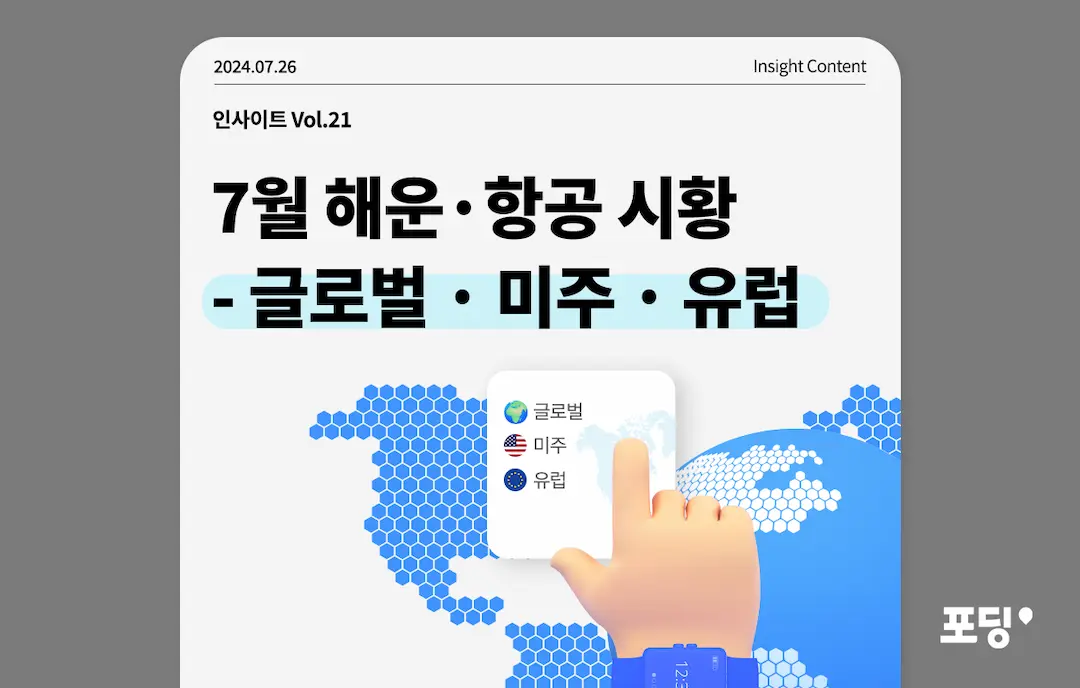 2024.07.26
Insight Content
인사이트 Vol.21
7월 해운·항공 시황
- 글로벌 · 미주 · 유럽
글로벌
미주
유럽
포딩